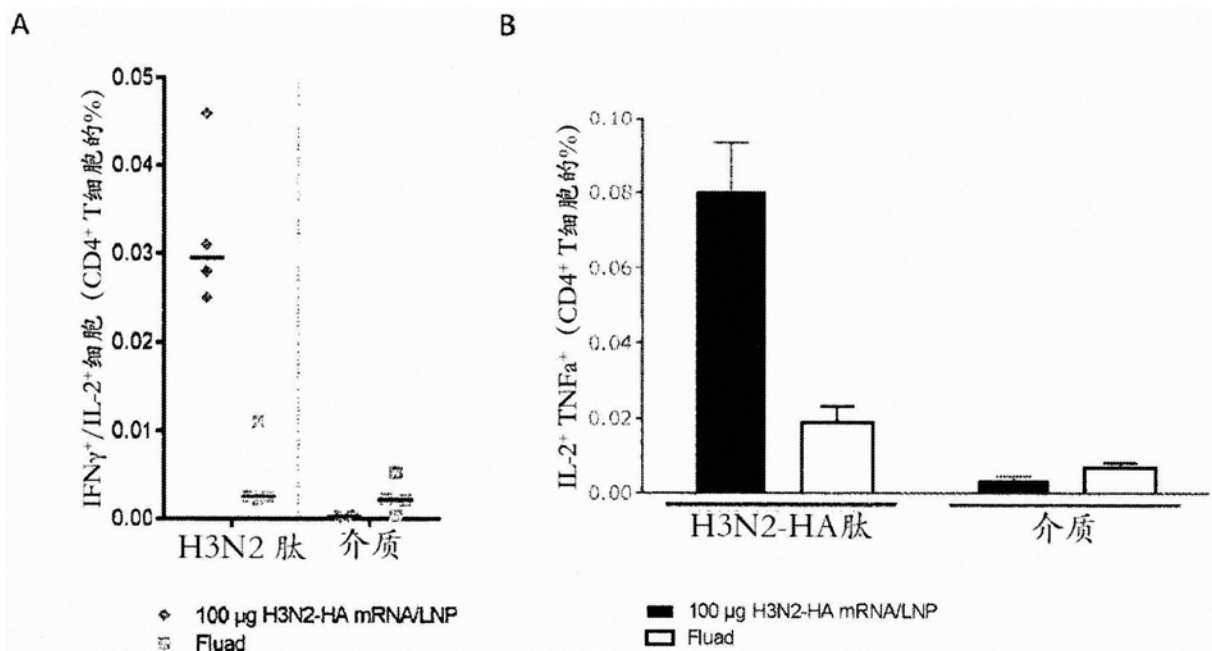 A
IFNγ⁺/IL-2⁺细胞（CD4⁺ T细胞的%）
0.05
0.04
0.03
0.02
0.01
0.00
H3N2 肽
介质
100 µg H3N2-HA mRNA/LNP
Fluad
B
IL-2⁺ TNFa⁺（CD4⁺ T细胞的%）
0.10
0.08
0.06
0.04
0.02
0.00
H3N2-HA肽
介质
100 µg H3N2-HA mRNA/LNP
Fluad